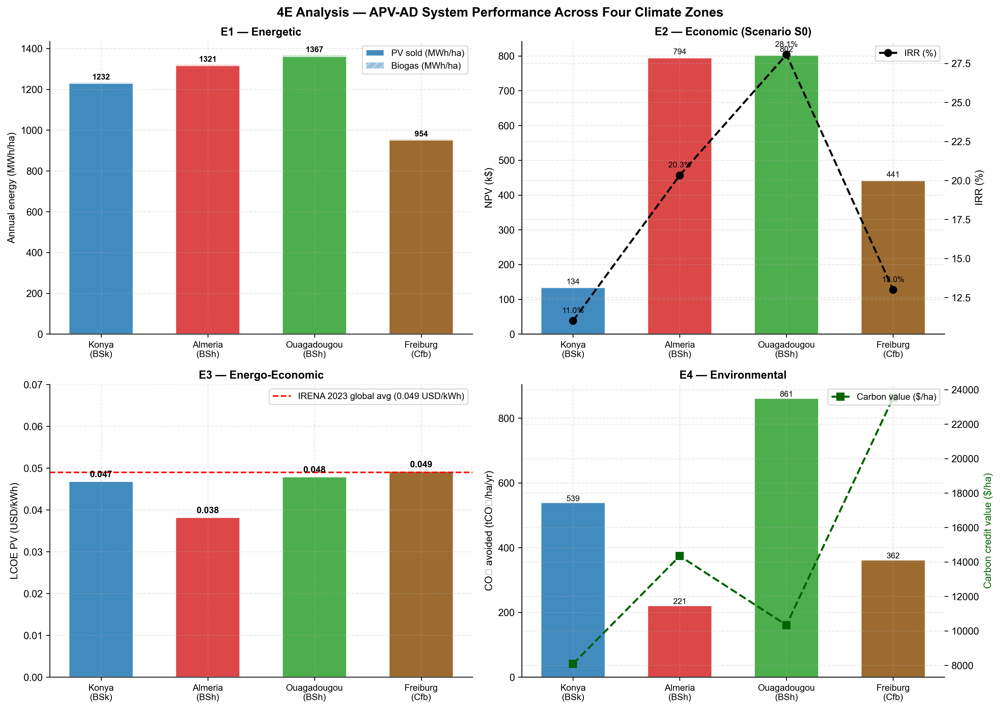 4E Analysis — APV-AD System Performance Across Four Climate Zones
E1 — Energetic
Annual energy (MWh/ha)
1400
1200
1000
800
600
400
200
0
1232
1321
1367
954
PV sold (MWh/ha)
Biogas (MWh/ha)
Konya
(BSk)
Almeria
(BSh)
Ouagadougou
(BSh)
Freiburg
(Cfb)
E2 — Economic (Scenario S0)
NPV (k$)
800
700
600
500
400
300
200
100
0
134
794
802
441
11.0%
20.3%
28.1%
13.0%
IRR (%)
27.5
25.0
22.5
20.0
17.5
15.0
12.5
IRR (%)
Konya
(BSk)
Almeria
(BSh)
Ouagadougou
(BSh)
Freiburg
(Cfb)
E3 — Energo-Economic
LCOE PV (USD/kWh)
0.07
0.06
0.05
0.04
0.03
0.02
0.01
0.00
0.047
0.038
0.048
0.049
IRENA 2023 global avg (0.049 USD/kWh)
Konya
(BSk)
Almeria
(BSh)
Ouagadougou
(BSh)
Freiburg
(Cfb)
E4 — Environmental
CO□ avoided (tCO□/ha/yr)
800
600
400
200
0
539
221
861
362
Carbon value ($/ha)
24000
22000
20000
18000
16000
14000
12000
10000
8000
Carbon credit value ($/ha)
Konya
(BSk)
Almeria
(BSh)
Ouagadougou
(BSh)
Freiburg
(Cfb)